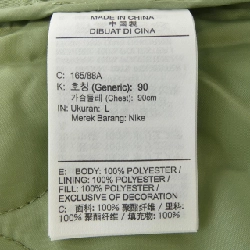 MADE IN CHINA
中国製
DIBUAT DI CINA
C: 165/88A
K: 호칭 (Generic): 90
가슴둘레 (Chest): 90cm
IN: Ukuran: L
Merek Barang: Nike
E: BODY: 100% POLYESTER /
LINING: 100% POLYESTER /
FILL: 100% POLYESTER /
EXCLUSIVE OF DECORATION
C: 面料: 100% 聚酯纤维 / 里料:
100% 聚酯纤维 / 填充物: 100%